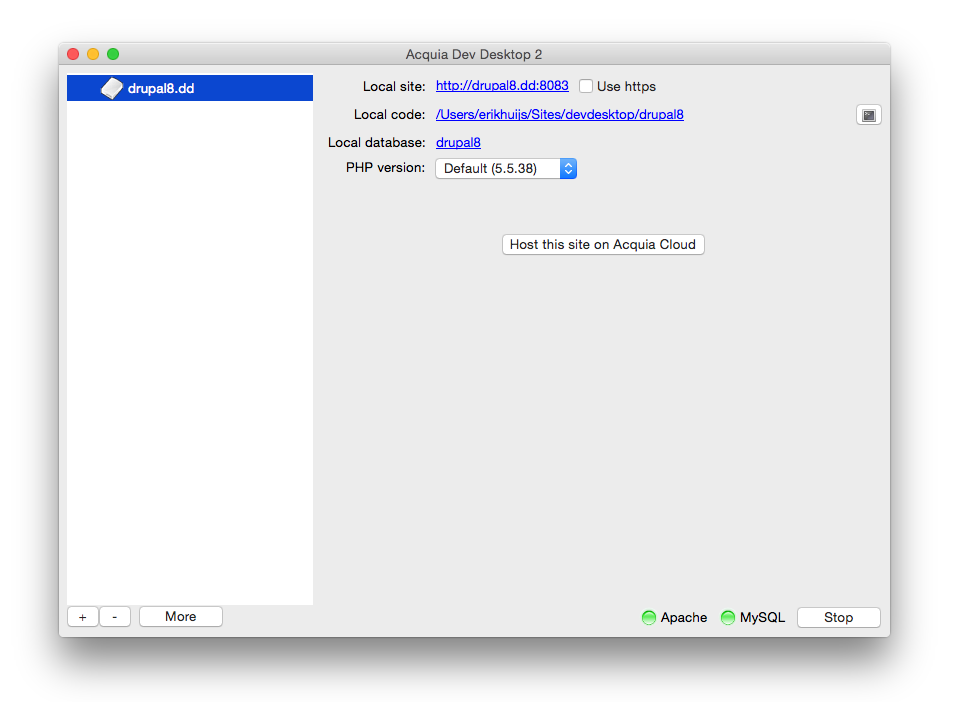 Acquia Dev Desktop 2
drupal8.dd
Local site: http://drupal8.dd:8083 Use https
Local code: /Users/erikhuijs/Sites/devdesktop/drupal8
Local database: drupal8
PHP version: Default (5.5.38)
Host this site on Acquia Cloud
+ - More Apache MySQL Stop